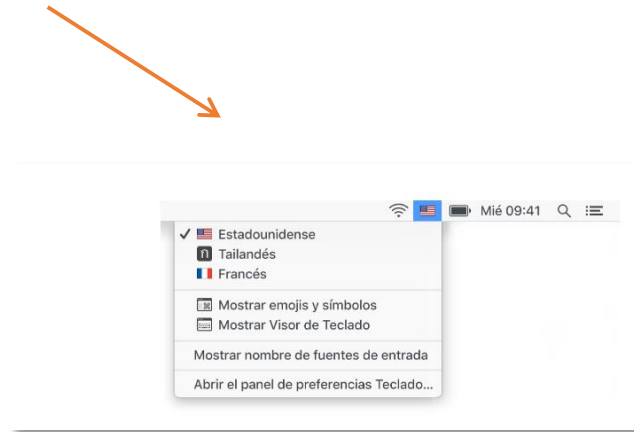 Mié 09:41
✓ Estadounidense
ก Tailandés
Francés
Mostrar emojis y símbolos
Mostrar Visor de Teclado
Mostrar nombre de fuentes de entrada
Abrir el panel de preferencias Teclado...